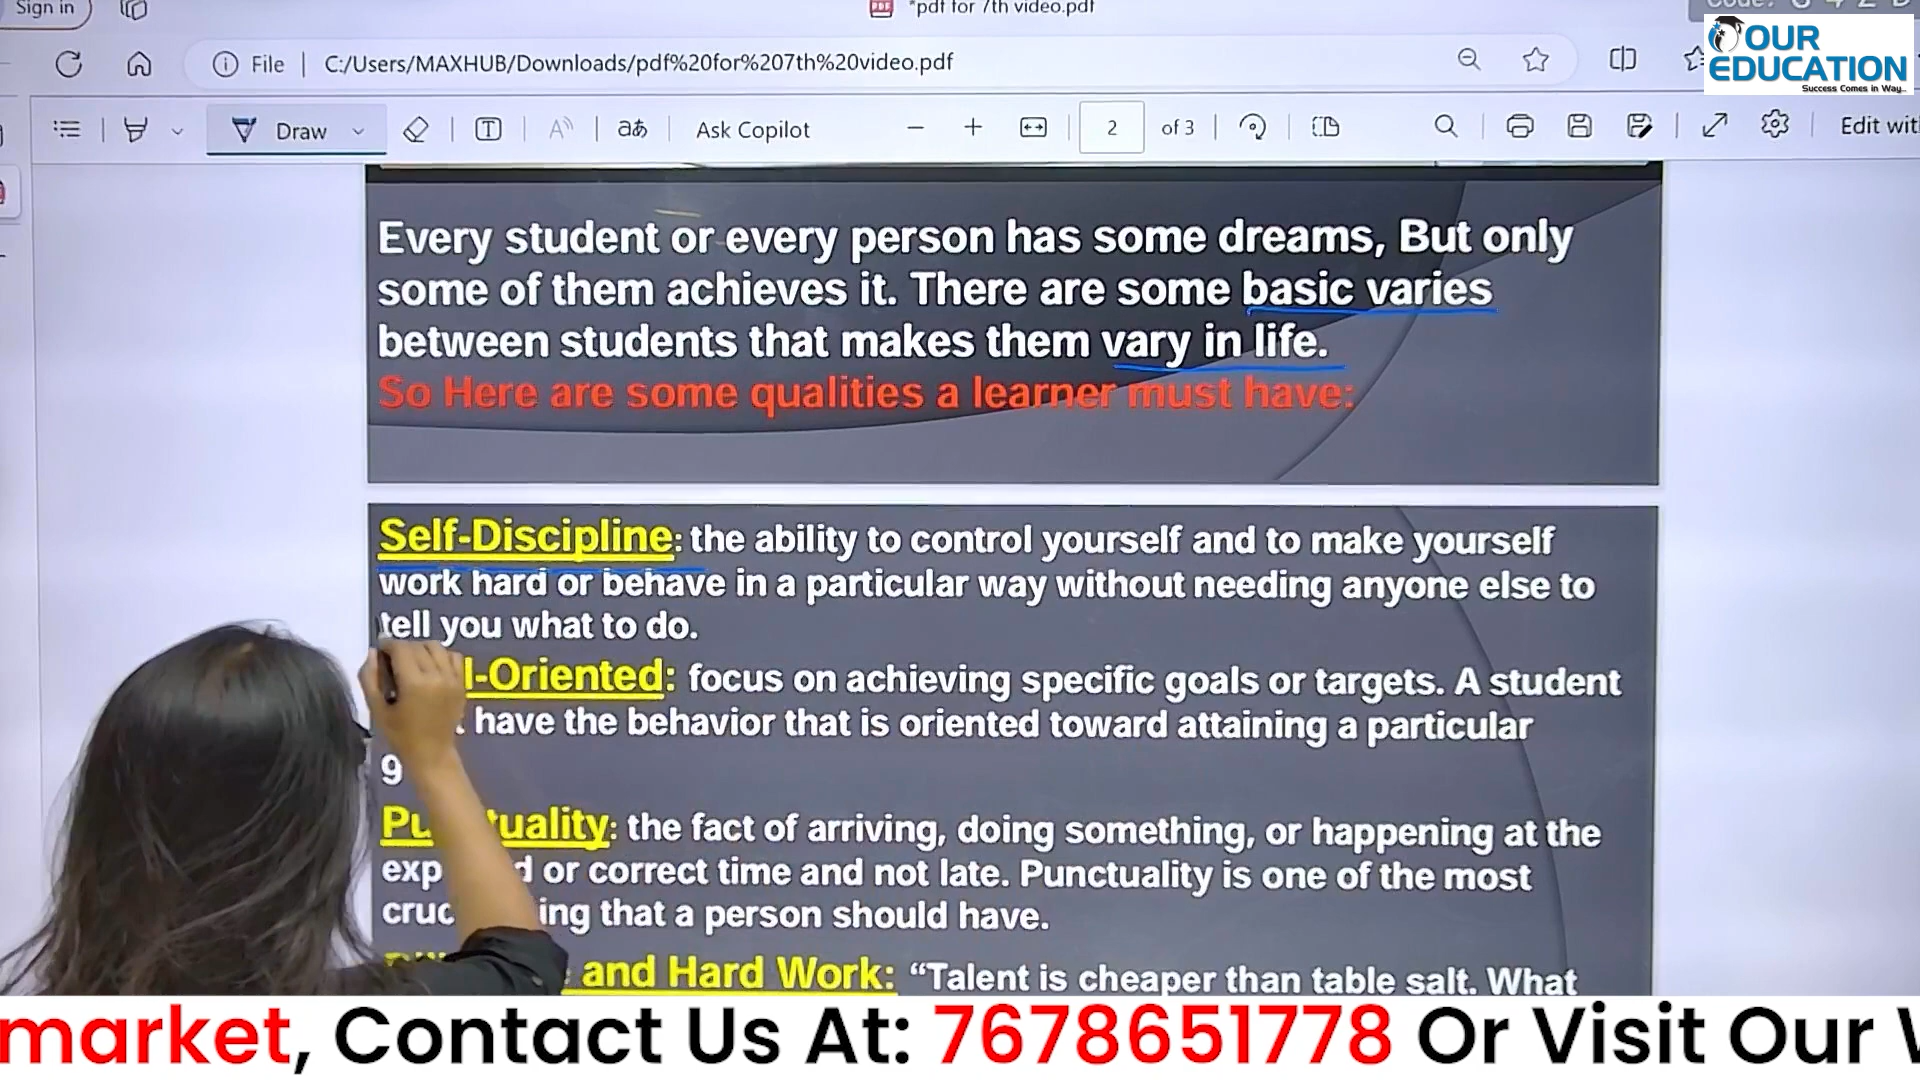 Sign in
*pdf for 7th video.pdf
OUR
EDUCATION
Success Comes in Way...
File C:/Users/MAXHUB/Downloads/pdf%20for%207th%20video.pdf
Draw T aあ Ask Copilot 2 of 3 Edit wit
Every student or every person has some dreams, But only
some of them achieves it. There are some basic varies
between students that makes them vary in life.
So Here are some qualities a learner must have:
Self-Discipline: the ability to control yourself and to make yourself
work hard or behave in a particular way without needing anyone else to
tell you what to do.
l-Oriented: focus on achieving specific goals or targets. A student
have the behavior that is oriented toward attaining a particular
Punctuality: the fact of arriving, doing something, or happening at the
exp d or correct time and not late. Punctuality is one of the most
cruc ing that a person should have.
and Hard Work: “Talent is cheaper than table salt. What
market, Contact Us At: 7678651778 Or Visit Our